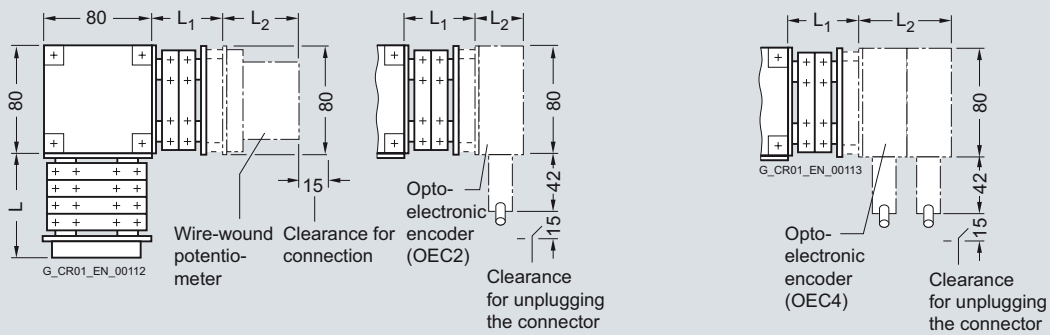 80
L₁
L₂
80
80
15
L
Wire-wound
potentio-
meter
Clearance for
connection
G_CR01_EN_00112
L₁
L₂
80
42
15
Opto-
electronic
encoder
(OEC2)
Clearance
for unplugging
the connector
L₁
L₂
80
42
15
G_CR01_EN_00113
Opto-
electronic
encoder
(OEC4)
Clearance
for unplugging
the connector